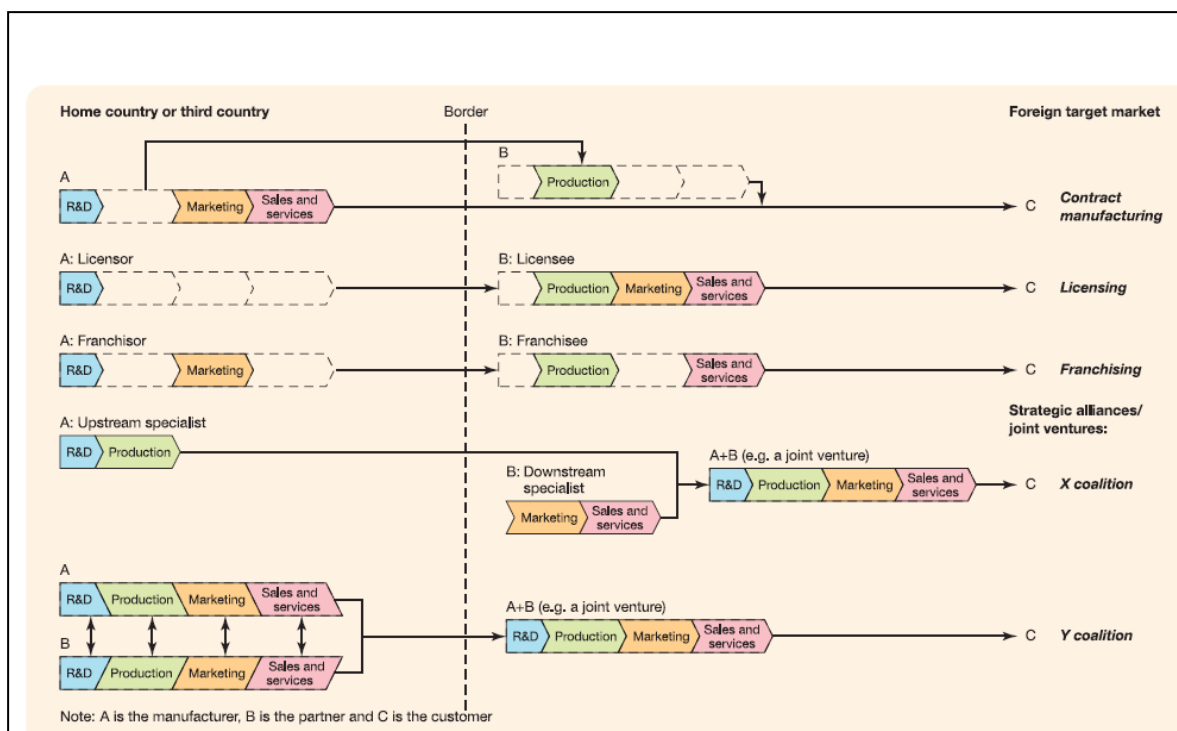 Home country or third country
Border
Foreign target market
A
B
R&D
Marketing
Sales and
services
Production
C
Contract
manufacturing
A: Licensor
B: Licensee
R&D
Production
Marketing
Sales and
services
C
Licensing
A: Franchisor
B: Franchisee
R&D
Marketing
Production
Sales and
services
C
Franchising
A: Upstream specialist
R&D
Production
Strategic alliances/
joint ventures:
B: Downstream
specialist
Marketing
Sales and
services
A+B (e.g. a joint venture)
R&D
Production
Marketing
Sales and
services
C
X coalition
A
R&D
Production
Marketing
Sales and
services
B
R&D
Production
Marketing
Sales and
services
A+B (e.g. a joint venture)
R&D
Production
Marketing
Sales and
services
C
Y coalition
Note: A is the manufacturer, B is the partner and C is the customer